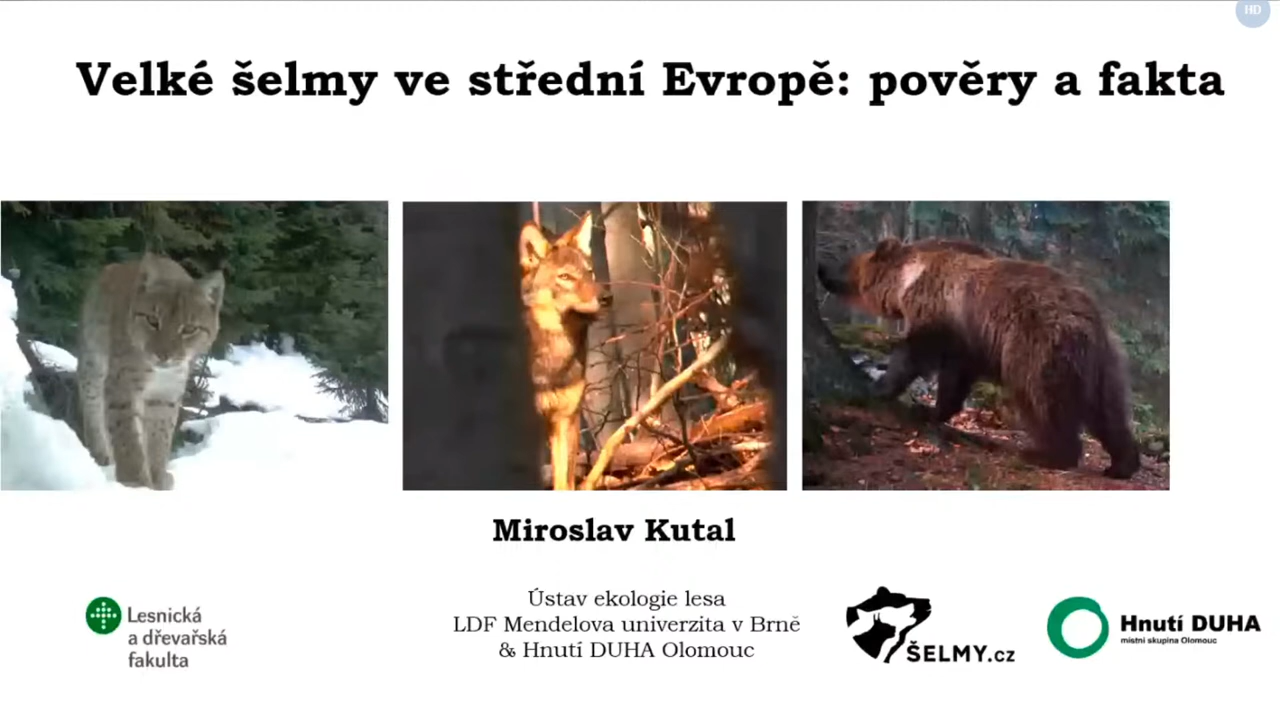 HD
Velké šelmy ve střední Evropě: pověry a fakta
Miroslav Kutal
Ústav ekologie lesa
LDF Mendelova univerzita v Brně
& Hnutí DUHA Olomouc
Lesnická
a dřevařská
fakulta
ŠELMY.cz
Hnutí DUHA
místní skupina Olomouc